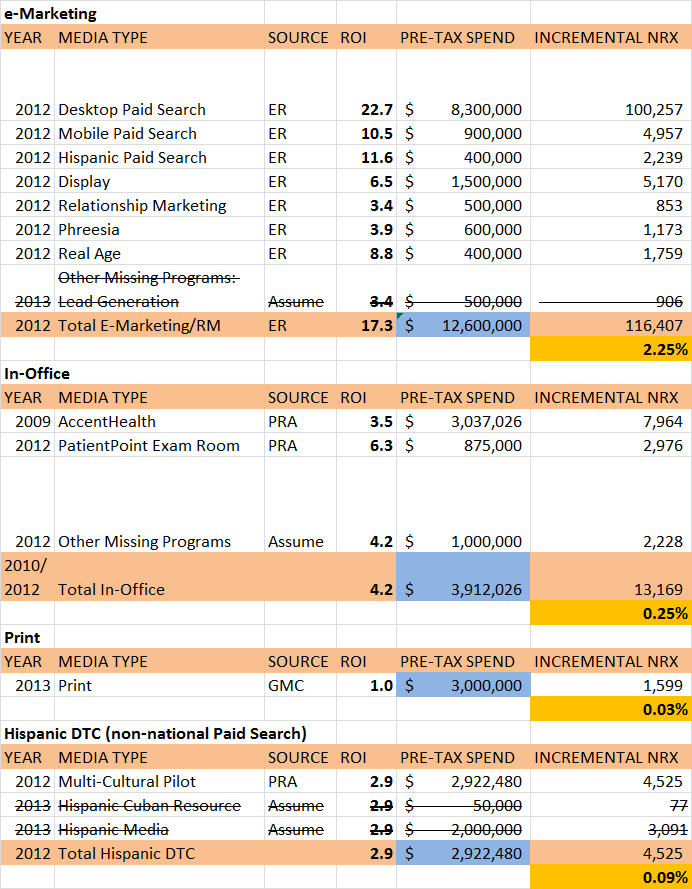 e-Marketing
YEAR MEDIA TYPE SOURCE ROI PRE-TAX SPEND INCREMENTAL NRX
2012 Desktop Paid Search ER 22.7 $ 8,300,000 100,257
2012 Mobile Paid Search ER 10.5 $ 900,000 4,957
2012 Hispanic Paid Search ER 11.6 $ 400,000 2,239
2012 Display ER 6.5 $ 1,500,000 5,170
2012 Relationship Marketing ER 3.4 $ 500,000 853
2012 Phreesia ER 3.9 $ 600,000 1,173
2012 Real Age ER 8.8 $ 400,000 1,759
Other Missing Programs:
2013 Lead Generation Assume 3.4 $ 500,000 906
2012 Total E-Marketing/RM ER 17.3 $ 12,600,000 116,407
2.25%
In-Office
YEAR MEDIA TYPE SOURCE ROI PRE-TAX SPEND INCREMENTAL NRX
2009 AccentHealth PRA 3.5 $ 3,037,026 7,964
2012 PatientPoint Exam Room PRA 6.3 $ 875,000 2,976
2012 Other Missing Programs Assume 4.2 $ 1,000,000 2,228
2010/
2012 Total In-Office 4.2 $ 3,912,026 13,169
0.25%
Print
YEAR MEDIA TYPE SOURCE ROI PRE-TAX SPEND INCREMENTAL NRX
2013 Print GMC 1.0 $ 3,000,000 1,599
0.03%
Hispanic DTC (non-national Paid Search)
YEAR MEDIA TYPE SOURCE ROI PRE-TAX SPEND INCREMENTAL NRX
2012 Multi-Cultural Pilot PRA 2.9 $ 2,922,480 4,525
2013 Hispanic Cuban Resource Assume 2.9 $ 50,000 77
2013 Hispanic Media Assume 2.9 $ 2,000,000 3,091
2012 Total Hispanic DTC 2.9 $ 2,922,480 4,525
0.09%